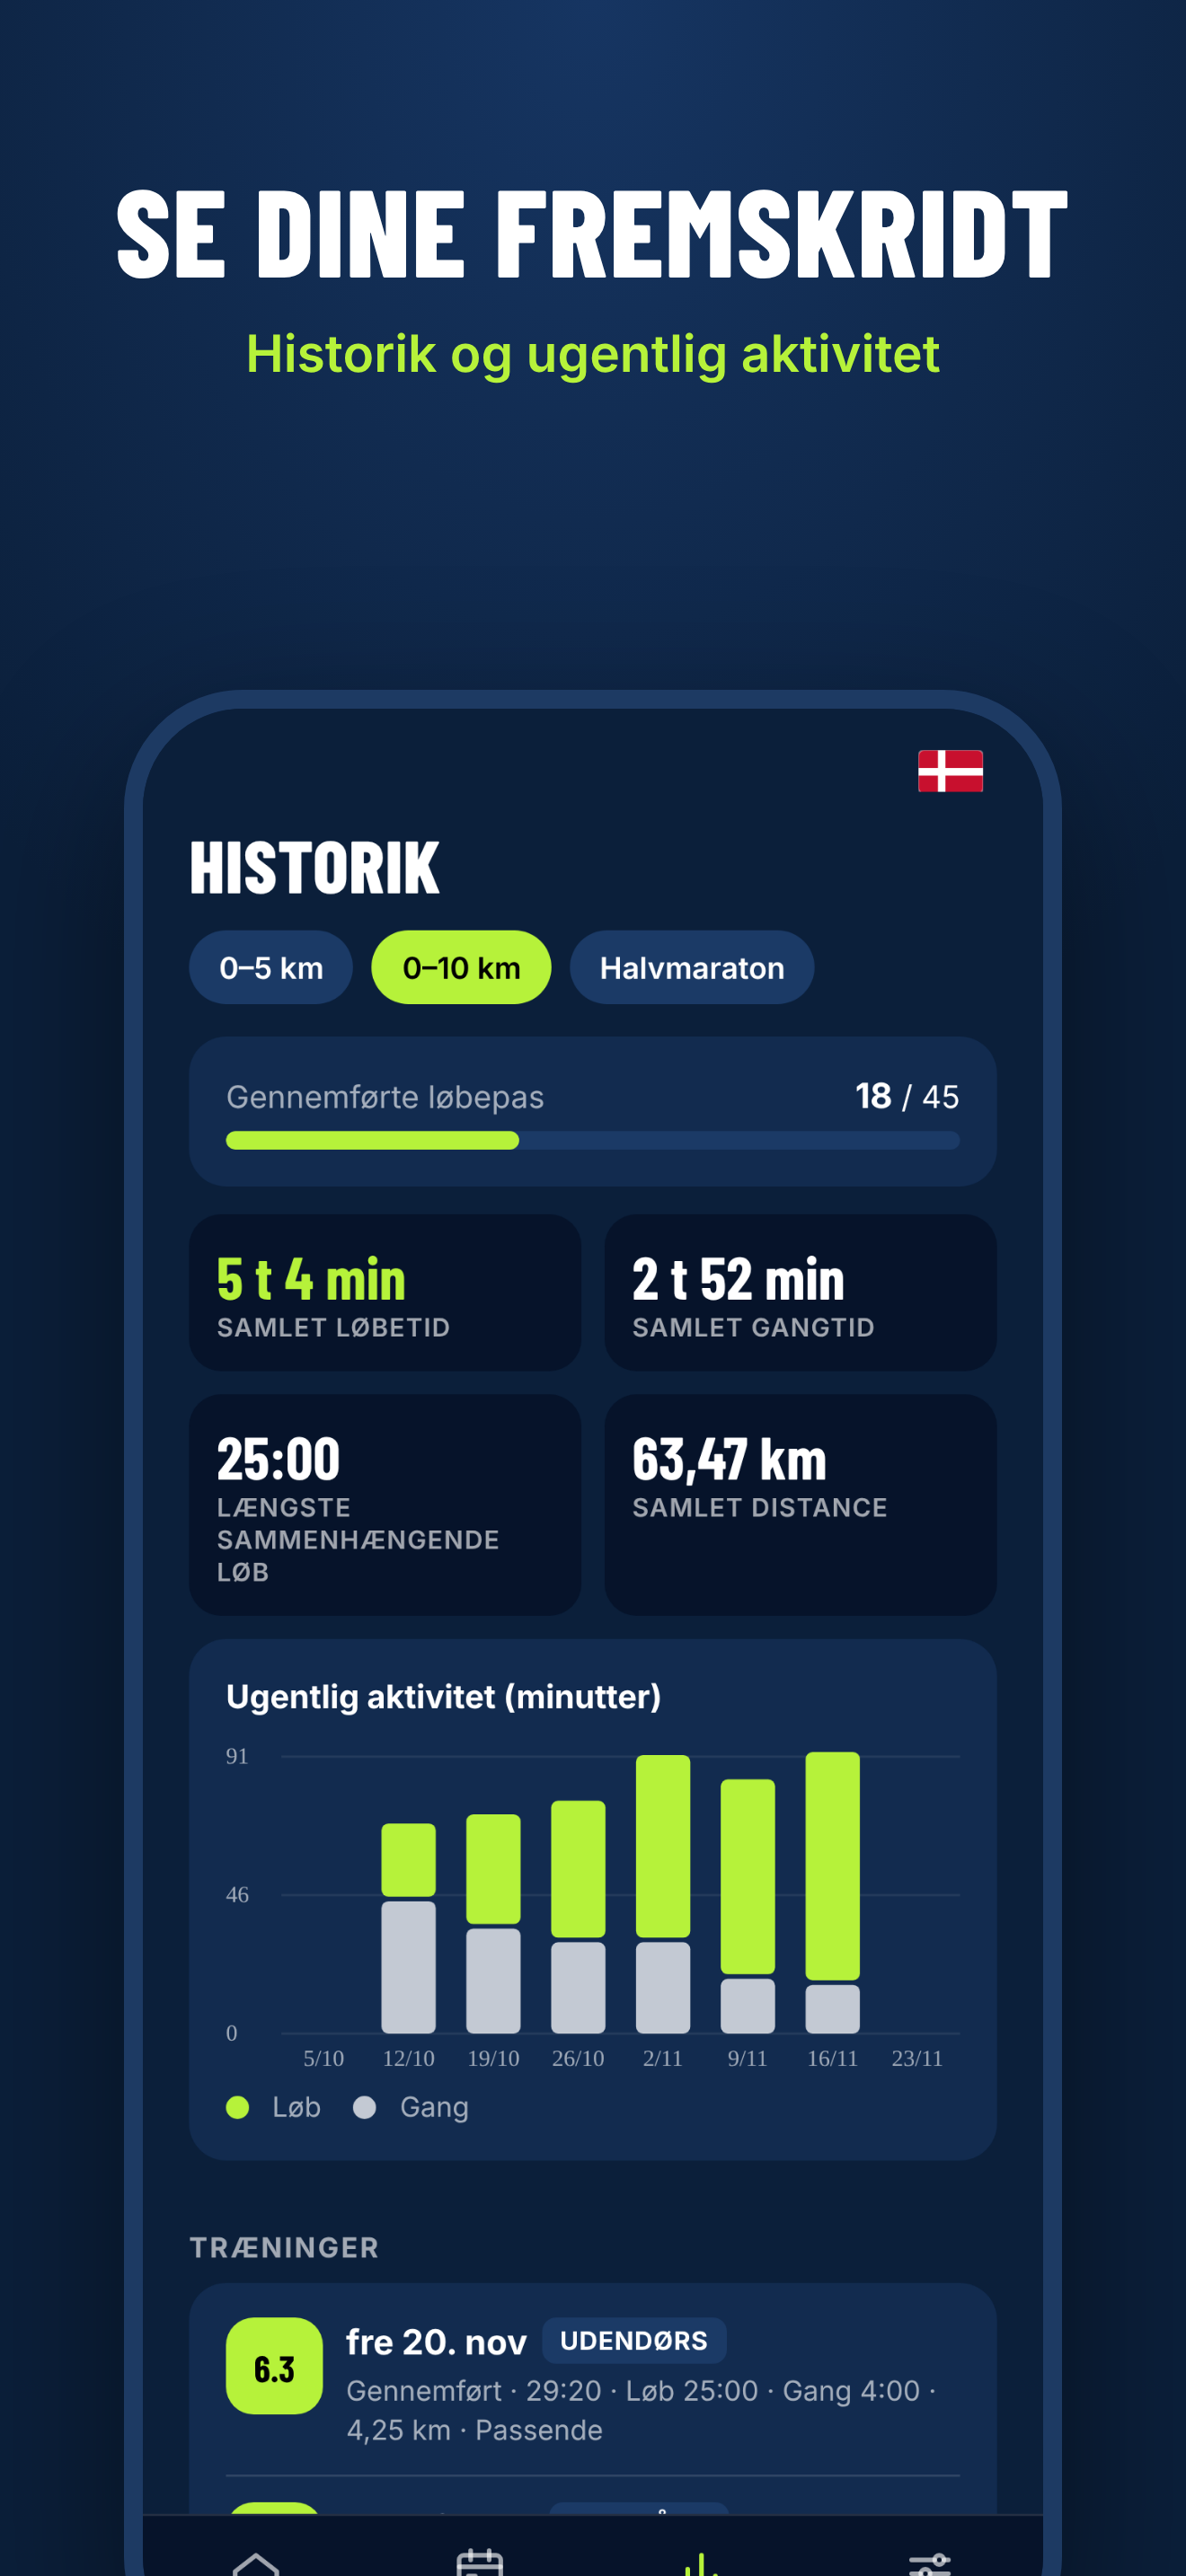 SE DINE FREMSKRIDT
Historik og ugentlig aktivitet
HISTORIK
0–5 km
0–10 km
Halvmaraton
Gennemførte løbepas
18 / 45
5 t 4 min
SAMLET LØBETID
2 t 52 min
SAMLET GANGTID
25:00
LÆNGSTE
SAMMENHÆNGENDE
LØB
63,47 km
SAMLET DISTANCE
Ugentlig aktivitet (minutter)
91
46
0
5/10 12/10 19/10 26/10 2/11 9/11 16/11 23/11
Løb Gang
TRÆNINGER
6.3
fre 20. nov UDENDØRS
Gennemført · 29:20 · Løb 25:00 · Gang 4:00 ·
4,25 km · Passende